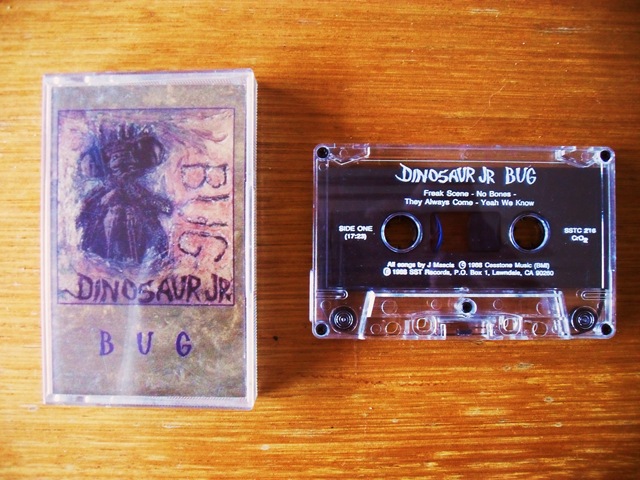 BUG
DINOSAUR JR.
BUG
DINOSAUR JR BUG
Freak Scene - No Bones -
They Always Come - Yeah We Know
SIDE ONE
(17:23)
SSTC 216
CrO2
All songs by J Mascis © 1988 Cesstone Music (BMI)
℗ 1988 SST Records, P.O. Box 1, Lawndale, CA 90260